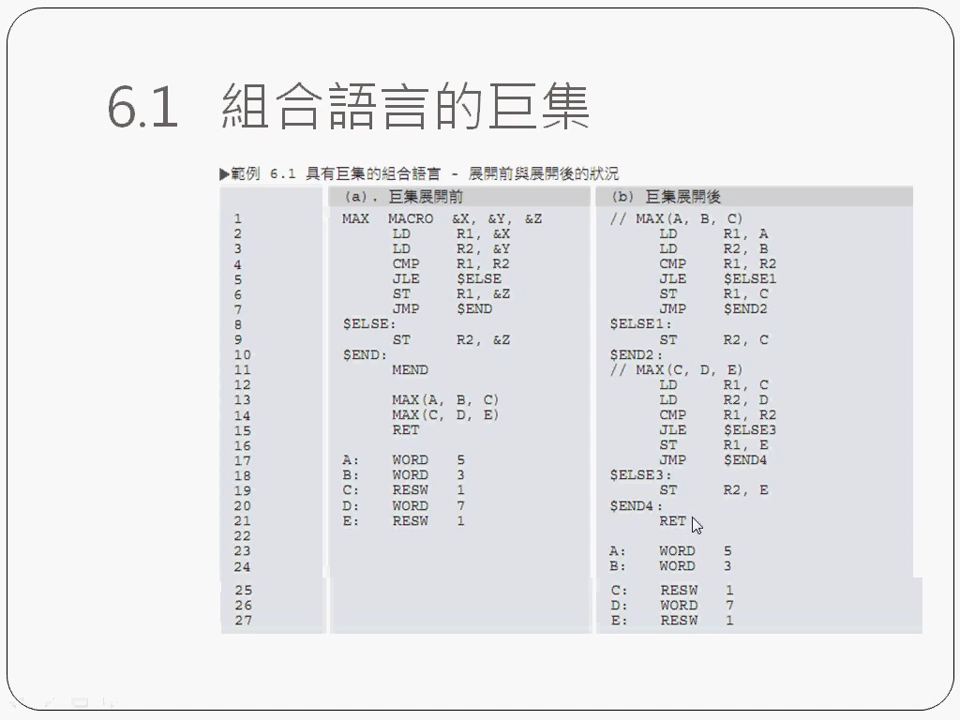 6.1 組合語言的巨集
▶範例 6.1 具有巨集的組合語言 - 展開前與展開後的狀況
(a). 巨集展開前 (b) 巨集展開後
1 MAX MACRO &X, &Y, &Z // MAX(A, B, C)
2 LD R1, &X LD R1, A
3 LD R2, &Y LD R2, B
4 CMP R1, R2 CMP R1, R2
5 JLE $ELSE JLE $ELSE1
6 ST R1, &Z ST R1, C
7 JMP $END JMP $END2
8 $ELSE: $ELSE1:
9 ST R2, &Z ST R2, C
10 $END: $END2:
11 MEND // MAX(C, D, E)
12 LD R1, C
13 MAX(A, B, C) LD R2, D
14 MAX(C, D, E) CMP R1, R2
15 RET JLE $ELSE3
16 ST R1, E
17 A: WORD 5 JMP $END4
18 B: WORD 3 $ELSE3:
19 C: RESW 1 ST R2, E
20 D: WORD 7 $END4:
21 E: RESW 1 RET
22
23 A: WORD 5
24 B: WORD 3
25 C: RESW 1
26 D: WORD 7
27 E: RESW 1